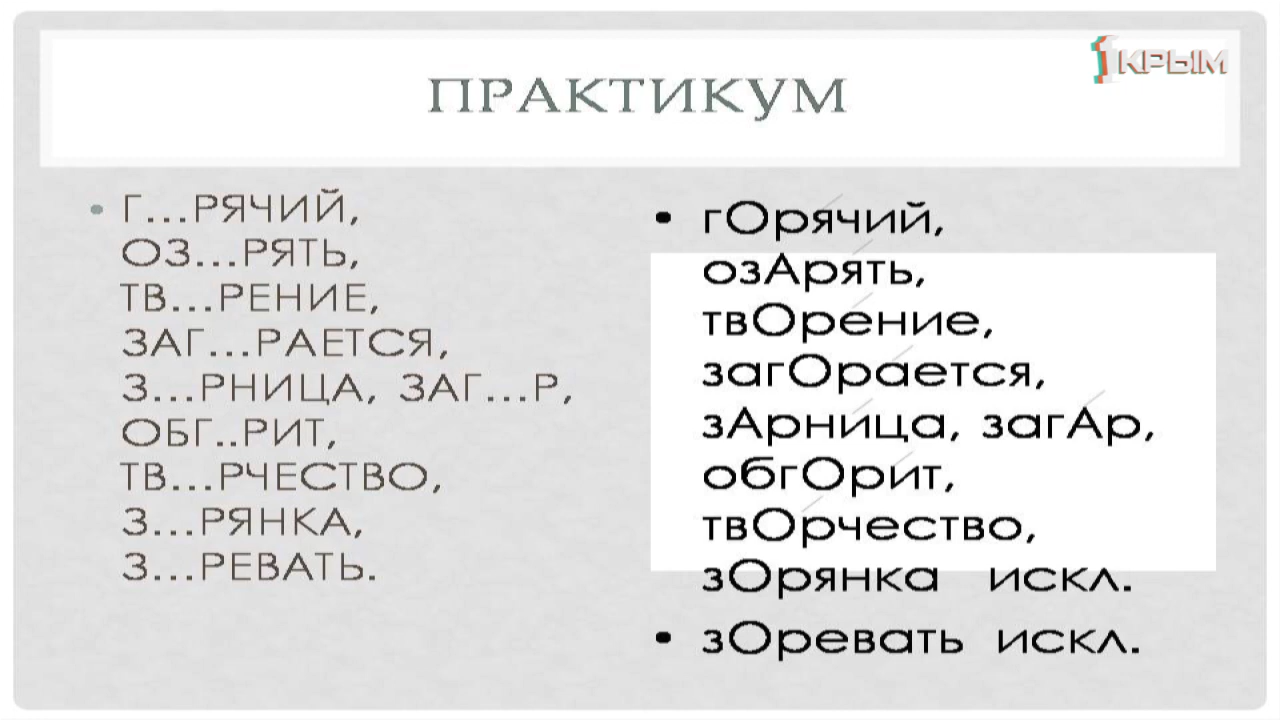 1КРЫМ
ПРАКТИКУМ
• Г...РЯЧИЙ,
ОЗ...РЯТЬ,
ТВ...РЕНИЕ,
ЗАГ...РАЕТСЯ,
З...РНИЦА, ЗАГ...Р,
ОБГ..РИТ,
ТВ...РЧЕСТВО,
З...РЯНКА,
З...РЕВАТЬ.
• гОрячий,
озАрять,
твОрение,
загОрается,
зАрница, загАр,
обгОрит,
твОрчество,
зОрянка искл.
• зОревать искл.